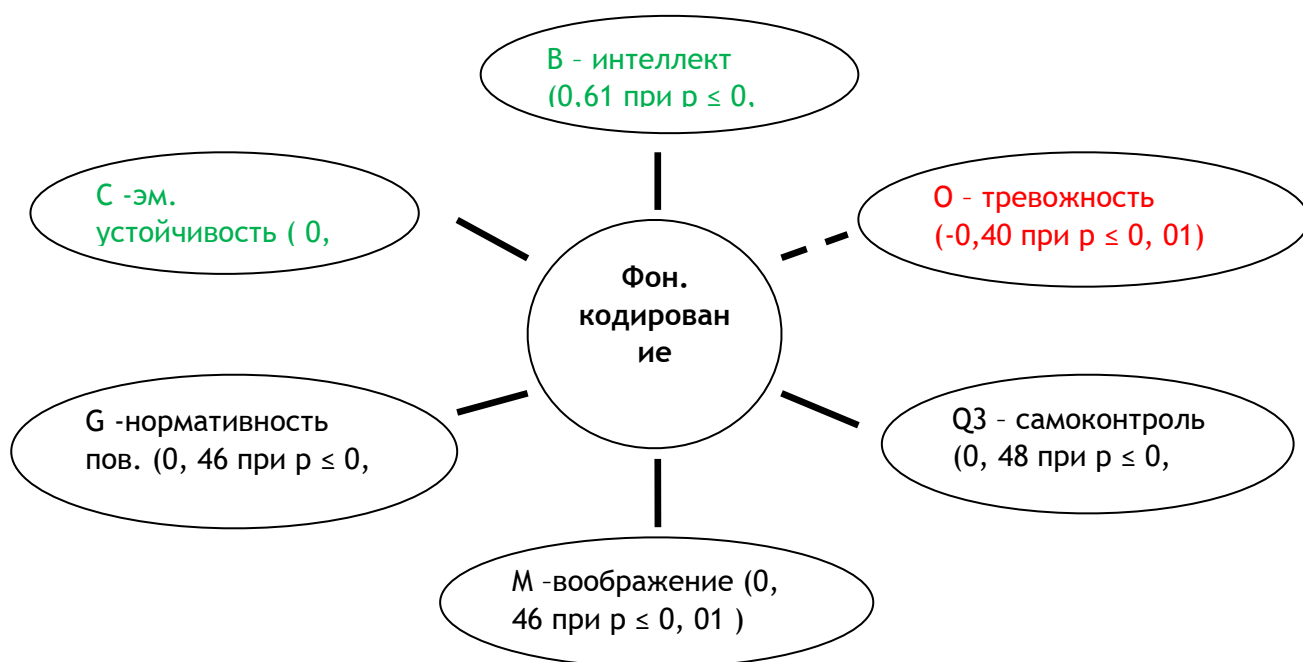 B – интеллект
(0,61 при p ≤ 0,
C -эм.
устойчивость ( 0,
O – тревожность
(-0,40 при p ≤ 0, 01)
Фон.
кодирован
ие
G -нормативность
пов. (0, 46 при p ≤ 0,
Q3 – самоконтроль
(0, 48 при p ≤ 0,
M –воображение (0,
46 при p ≤ 0, 01 )